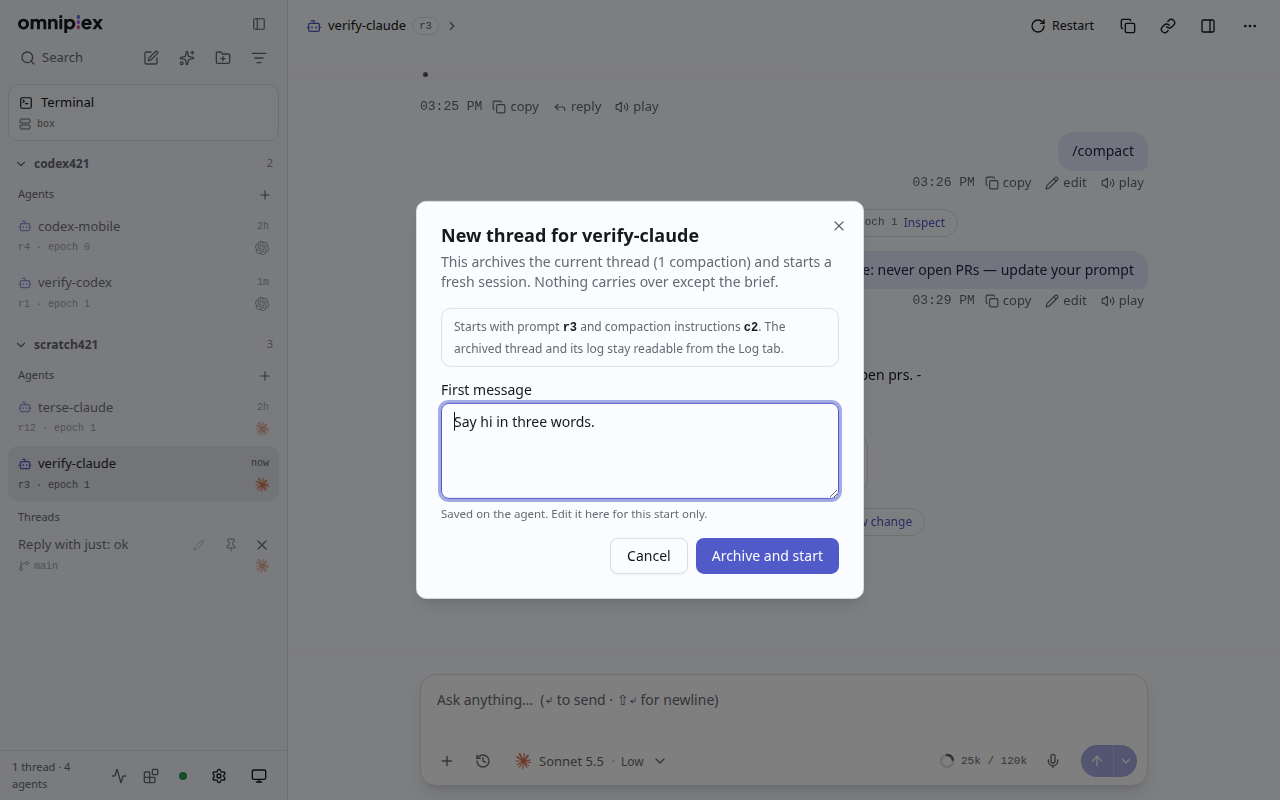 omniplex
Search
Terminal
box
codex421
2
Agents
codex-mobile
2h
r4 · epoch 0
verify-codex
1m
r1 · epoch 1
scratch421
3
Agents
terse-claude
2h
r12 · epoch 1
verify-claude
now
r3 · epoch 1
Threads
Reply with just: ok
main
1 thread · 4 agents
verify-claude
r3
Restart
03:25 PM
copy
reply
play
/compact
03:26 PM
copy
edit
play
och 1
Inspect
e: never open PRs — update your prompt
03:29 PM
copy
edit
play
pen prs. -
change
New thread for verify-claude
This archives the current thread (1 compaction) and starts a
fresh session. Nothing carries over except the brief.
Starts with prompt r3 and compaction instructions c2. The
archived thread and its log stay readable from the Log tab.
First message
Say hi in three words.
Saved on the agent. Edit it here for this start only.
Cancel
Archive and start
Ask anything... (↵ to send · ⇧↵ for newline)
Sonnet 5.5 · Low
25k / 120k